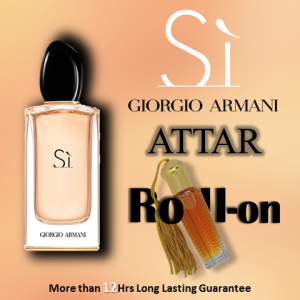 Sì
GIORGIO ARMANI
ATTAR
Roll-on
Sì
GIORGIO ARMANI
More than 12Hrs Long Lasting Guarantee